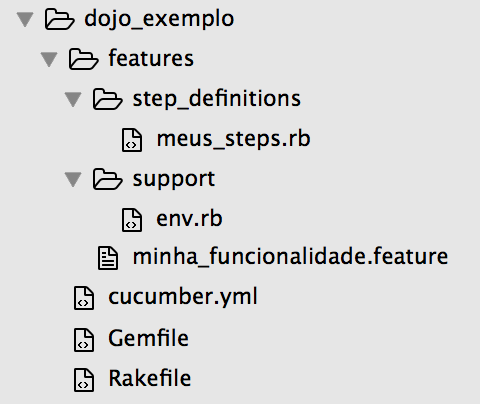 dojo_exemplo
features
step_definitions
meus_steps.rb
support
env.rb
minha_funcionalidade.feature
cucumber.yml
Gemfile
Rakefile